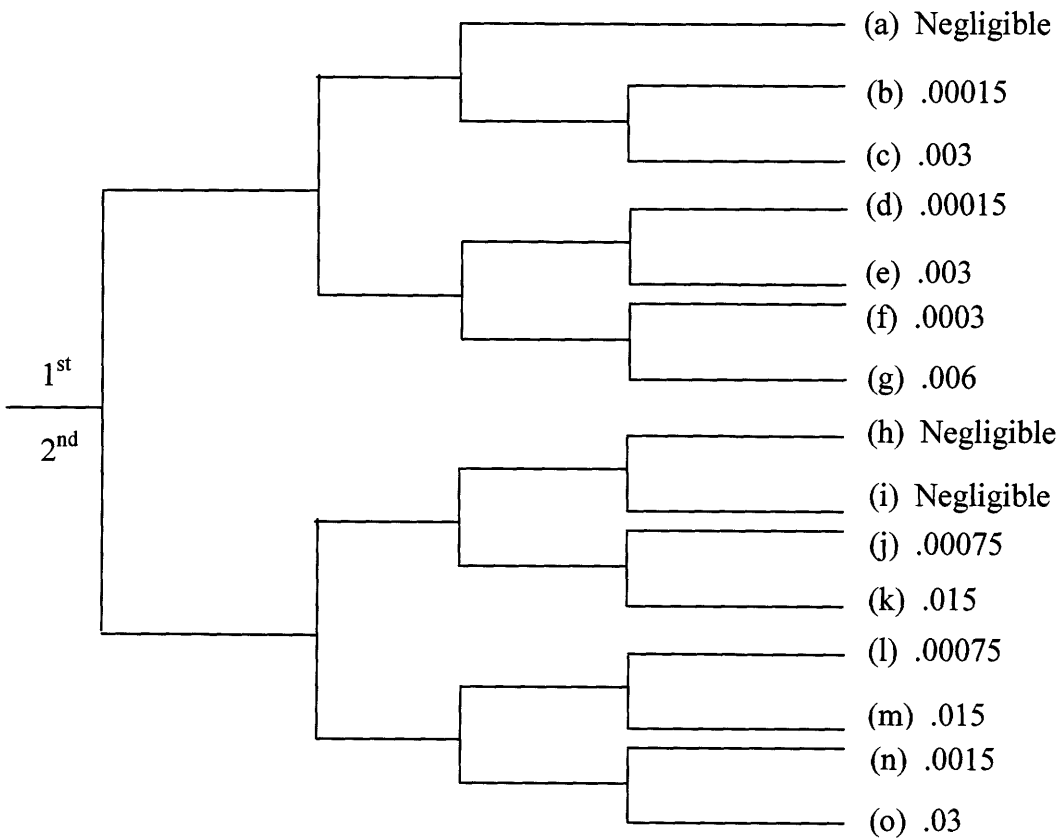 (a) Negligible
(b) .00015
(c) .003
(d) .00015
(e) .003
(f) .0003
1st
(g) .006
2nd
(h) Negligible
(i) Negligible
(j) .00075
(k) .015
(l) .00075
(m) .015
(n) .0015
(o) .03